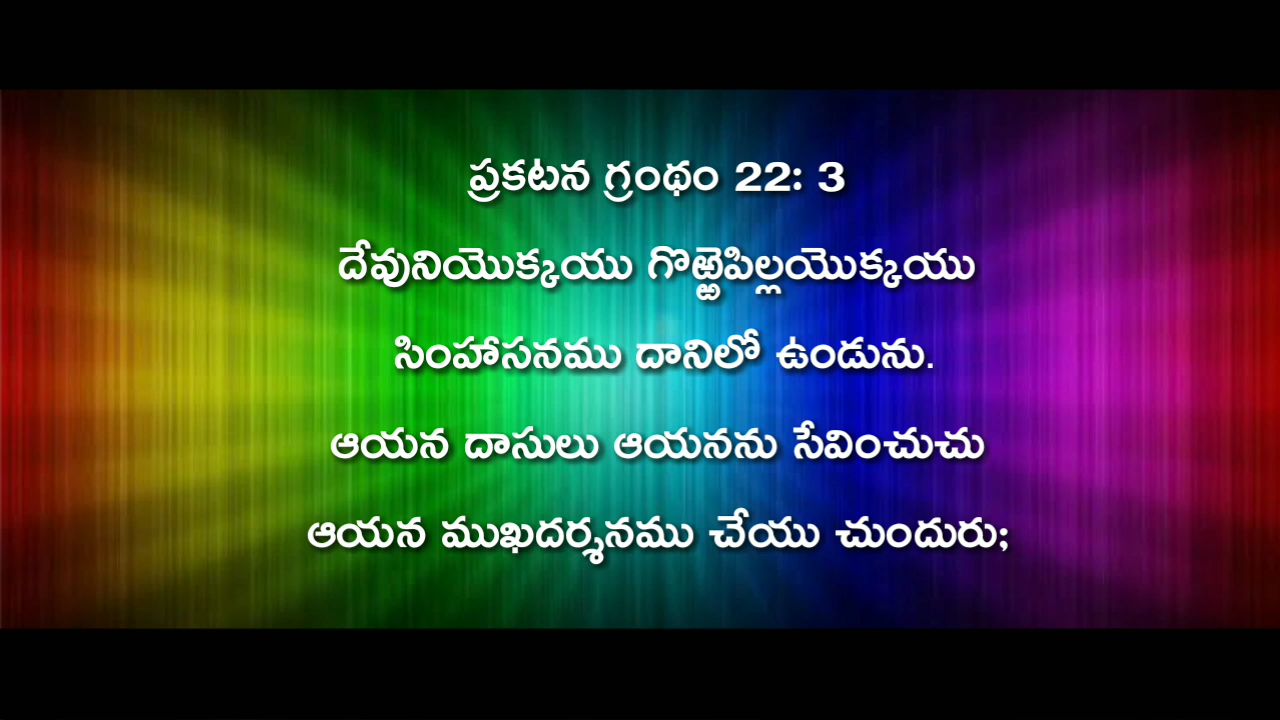 ప్రకటన గ్రంథం 22: 3
దేవునియొక్కయు గొఱ్ఱెపిల్లయొక్కయు
సింహాసనము దానిలో ఉండును.
ఆయన దాసులు ఆయనను సేవించుచు
ఆయన ముఖదర్శనము చేయు చుందురు;